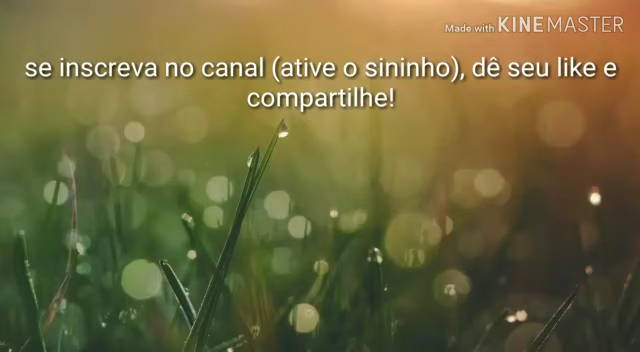 Made with KINEMASTER
se inscreva no canal (ative o sininho), dê seu like e
compartilhe!